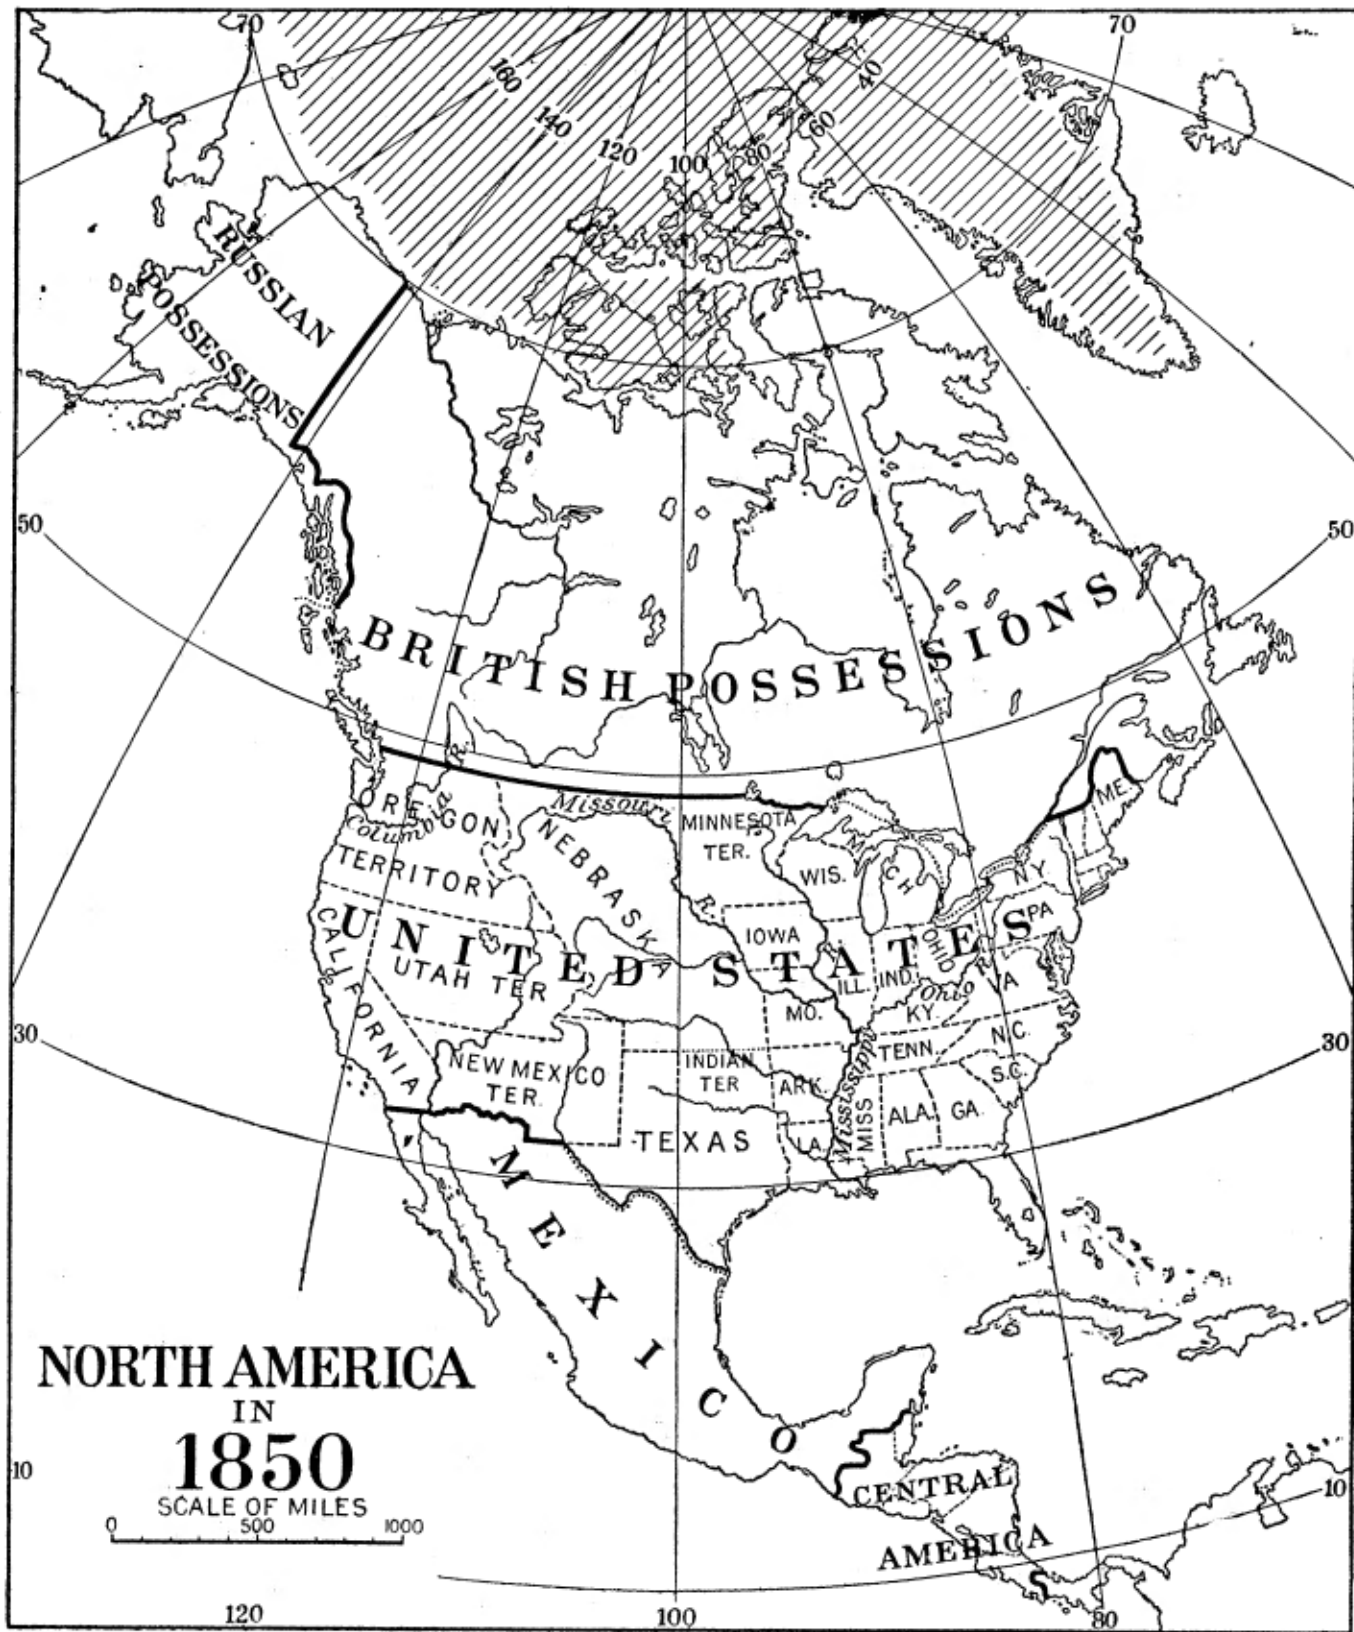 70
70
160
140
120
100
80
60
40
RUSSIAN
POSSESSIONS
50
50
BRITISH POSSESSIONS
OREGON
Columbia
TERRITORY
Missouri
R.
NEBRASKA
MINNESOTA
TER.
WIS.
MICH
ME.
N.Y.
PA
UNITED STATES
CALIFORNIA
UTAH TER
IOWA
ILL.
IND.
OHIO
Ohio
VA
KY
MO.
30
30
NEW MEXICO
TER.
INDIAN
TER
ARK.
TENN.
N.C.
S.C.
Mississippi
MISS
ALA.
GA.
TEXAS
LA.
MEXICO
NORTH AMERICA
IN
1850
SCALE OF MILES
0 500 1000
10
10
CENTRAL
AMERICA
120
100
80